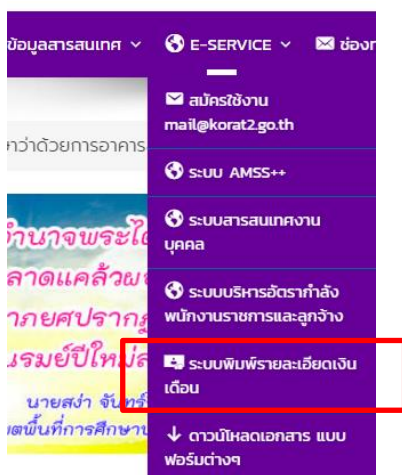 ข้อมูลสารสนเทศ E-SERVICE
สมัครใช้งาน
mail@korat2.go.th
ว่าด้วยการอาคาร
ระบบ AMSS++
ระบบสารสนเทศงาน
บุคคล
ระบบบริหารอัตรากำลัง
พนักงานราชการและลูกจ้าง
ระบบพิมพ์รายละเอียดเงิน
เดือน
นายสง่า
ดาวน์โหลดเอกสาร แบบ
ฟอร์มต่างๆ